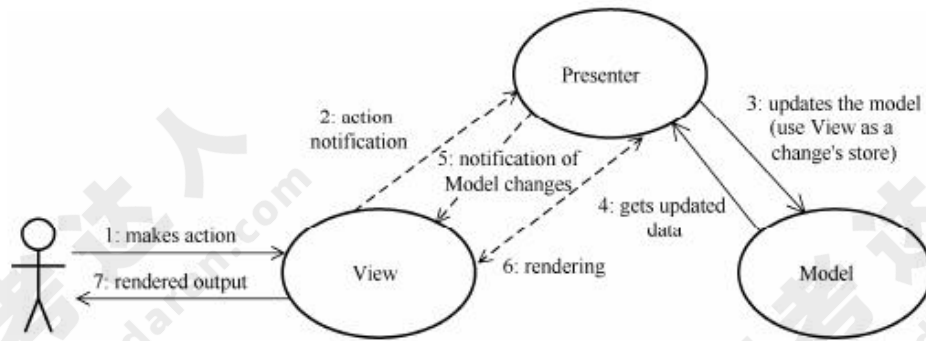 Presenter
2: action
notification
3: updates the model
(use View as a
change's store)
5: notification of
Model changes
4: gets updated
data
1: makes action
View
6: rendering
Model
7: rendered output